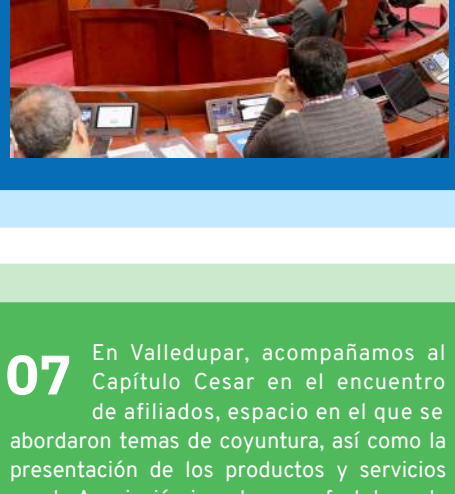 07
En Valledupar, acompañamos al
Capítulo Cesar en el encuentro
de afiliados, espacio en el que se
abordaron temas de coyuntura, así como la
presentación de los productos y servicios